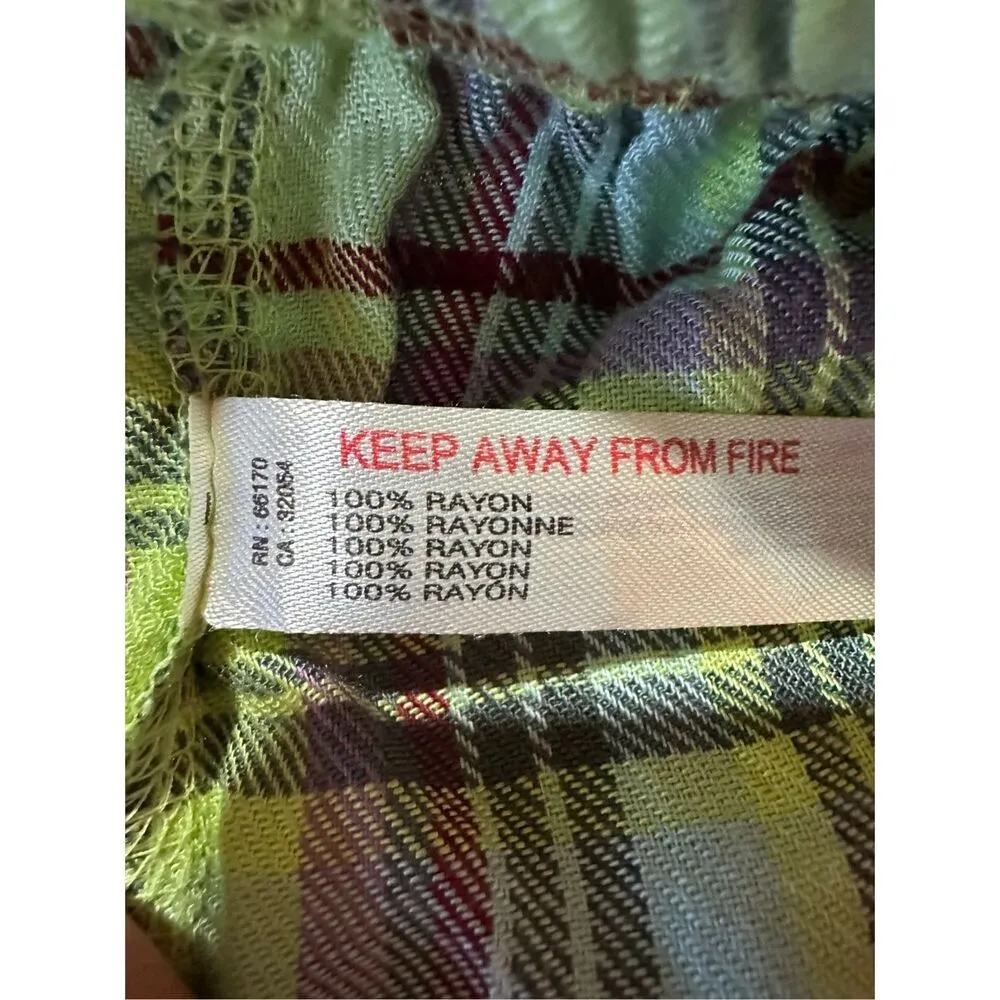 KEEP AWAY FROM FIRE
100% RAYON
100% RAYONNE
100% RAYON
100% RAYON
100% RAYÓN
RN : 66170
CA : 32054